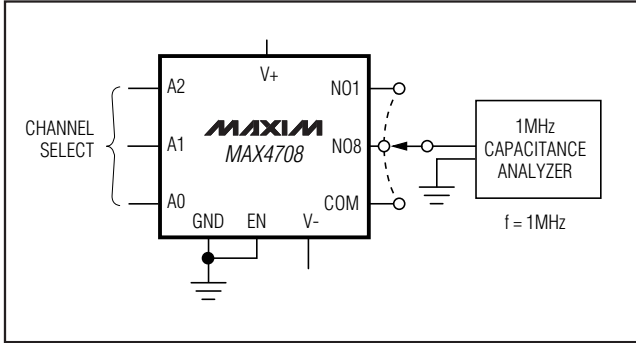 V+
A2
NO1
CHANNEL
SELECT
A1
MAXIM
MAX4708
NO8
1MHz
CAPACITANCE
ANALYZER
A0
COM
GND
EN
V-
f = 1MHz